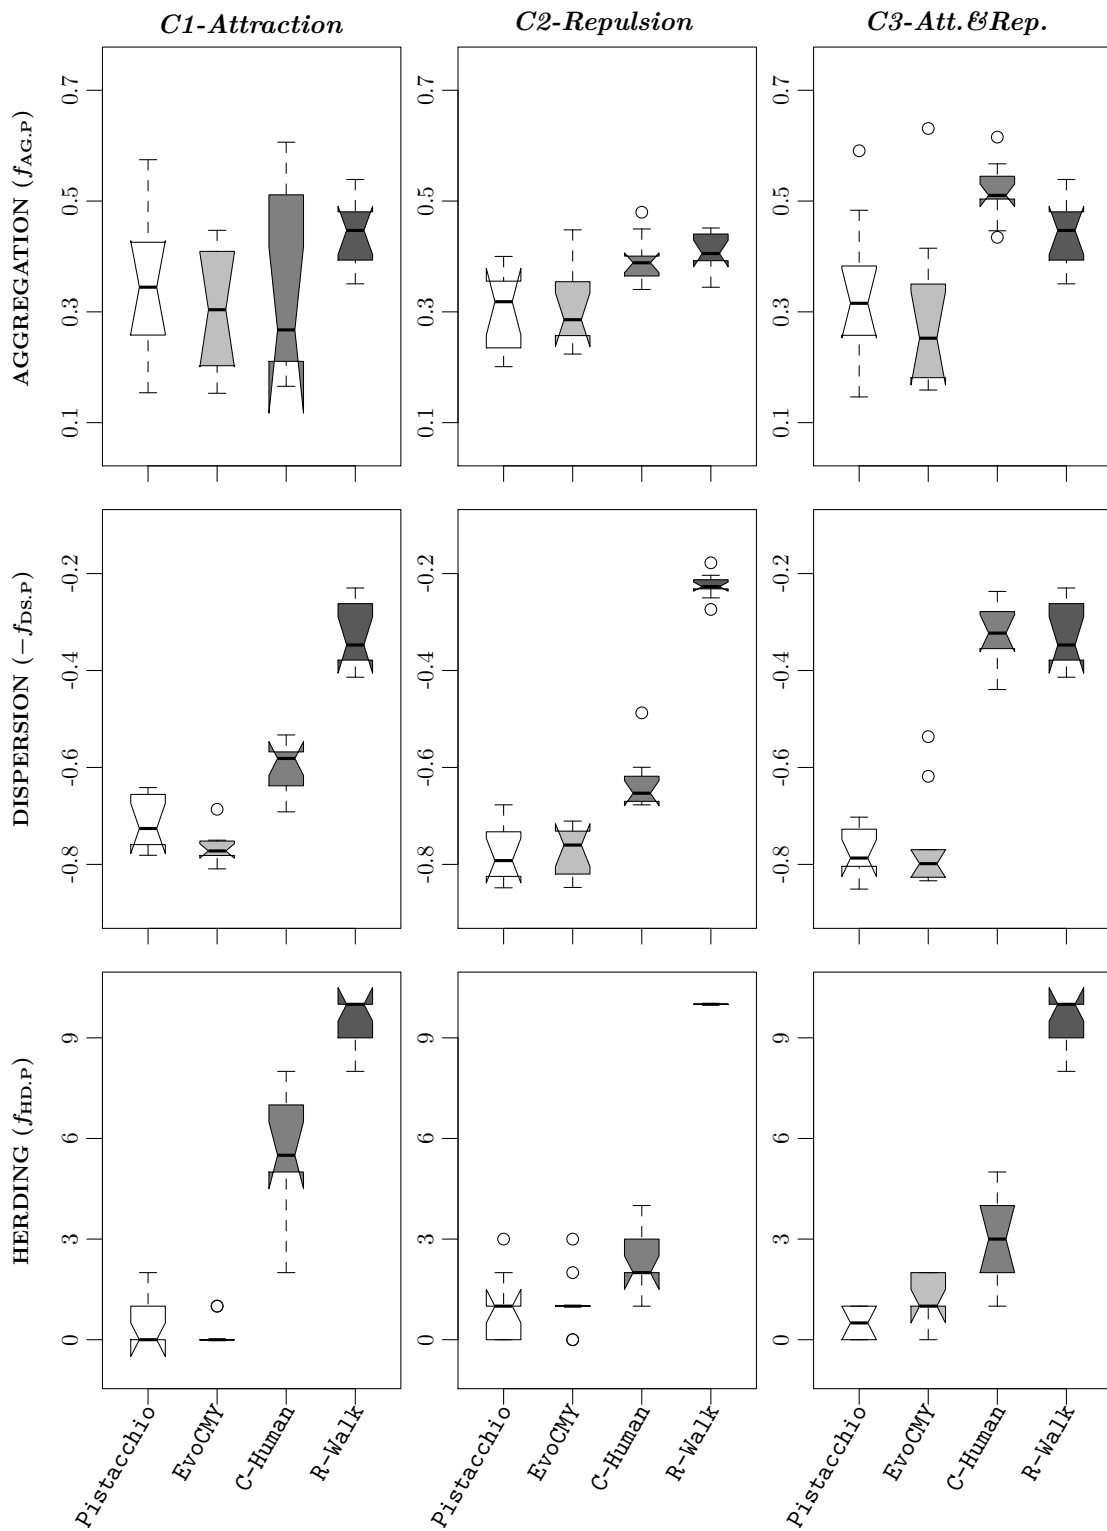 C1-Attraction
C2-Repulsion
C3-Att.&Rep.
AGGREGATION (fAG.P)
0.7
0.5
0.3
0.1
0.7
0.5
0.3
0.1
0.7
0.5
0.3
0.1
DISPERSION (−fDS.P)
-0.2
-0.4
-0.6
-0.8
-0.2
-0.4
-0.6
-0.8
-0.2
-0.4
-0.6
-0.8
HERDING (fHD.P)
9
6
3
0
9
6
3
0
9
6
3
0
Pistacchio
EvoCMY
C-Human
R-Walk
Pistacchio
EvoCMY
C-Human
R-Walk
Pistacchio
EvoCMY
C-Human
R-Walk